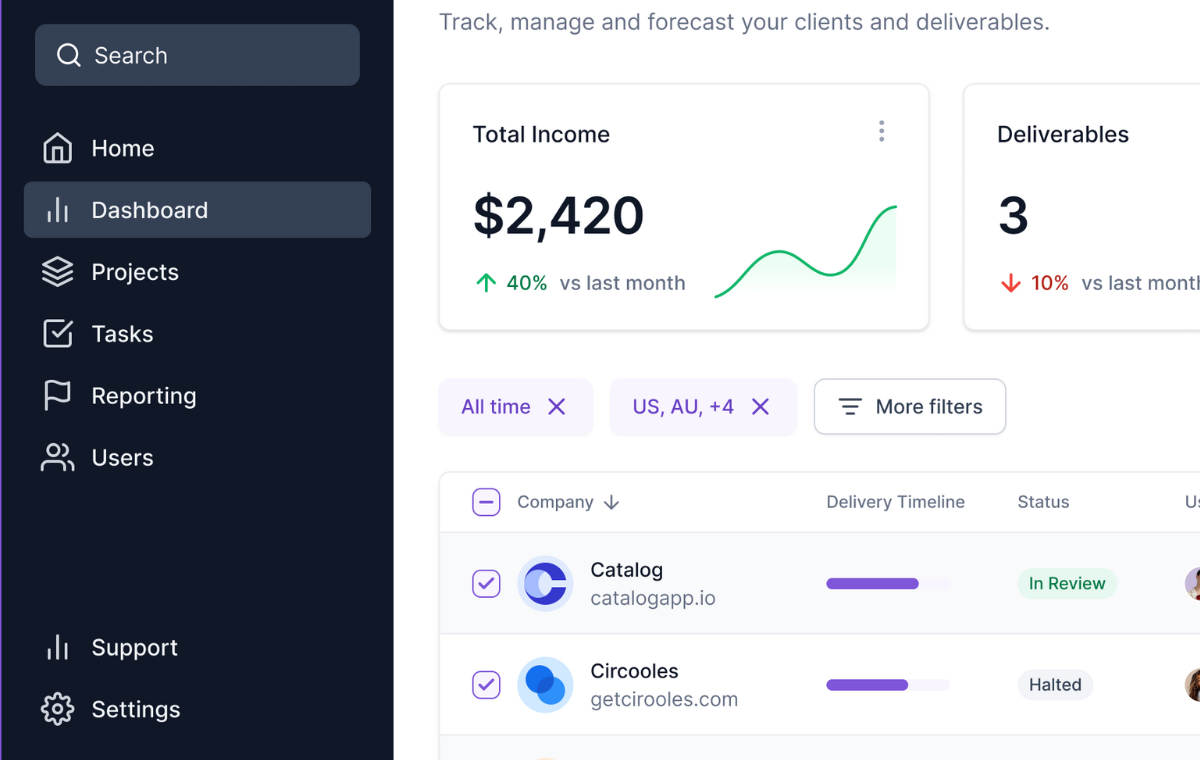 Search
Home
Dashboard
Projects
Tasks
Reporting
Users
Support
Settings
Track, manage and forecast your clients and deliverables.
Total Income
$2,420
40% vs last month
Deliverables
3
10% vs last month
All time
US, AU, +4
More filters
Company Delivery Timeline Status
Catalog
catalogapp.io
In Review
Circooles
getcirooles.com
Halted